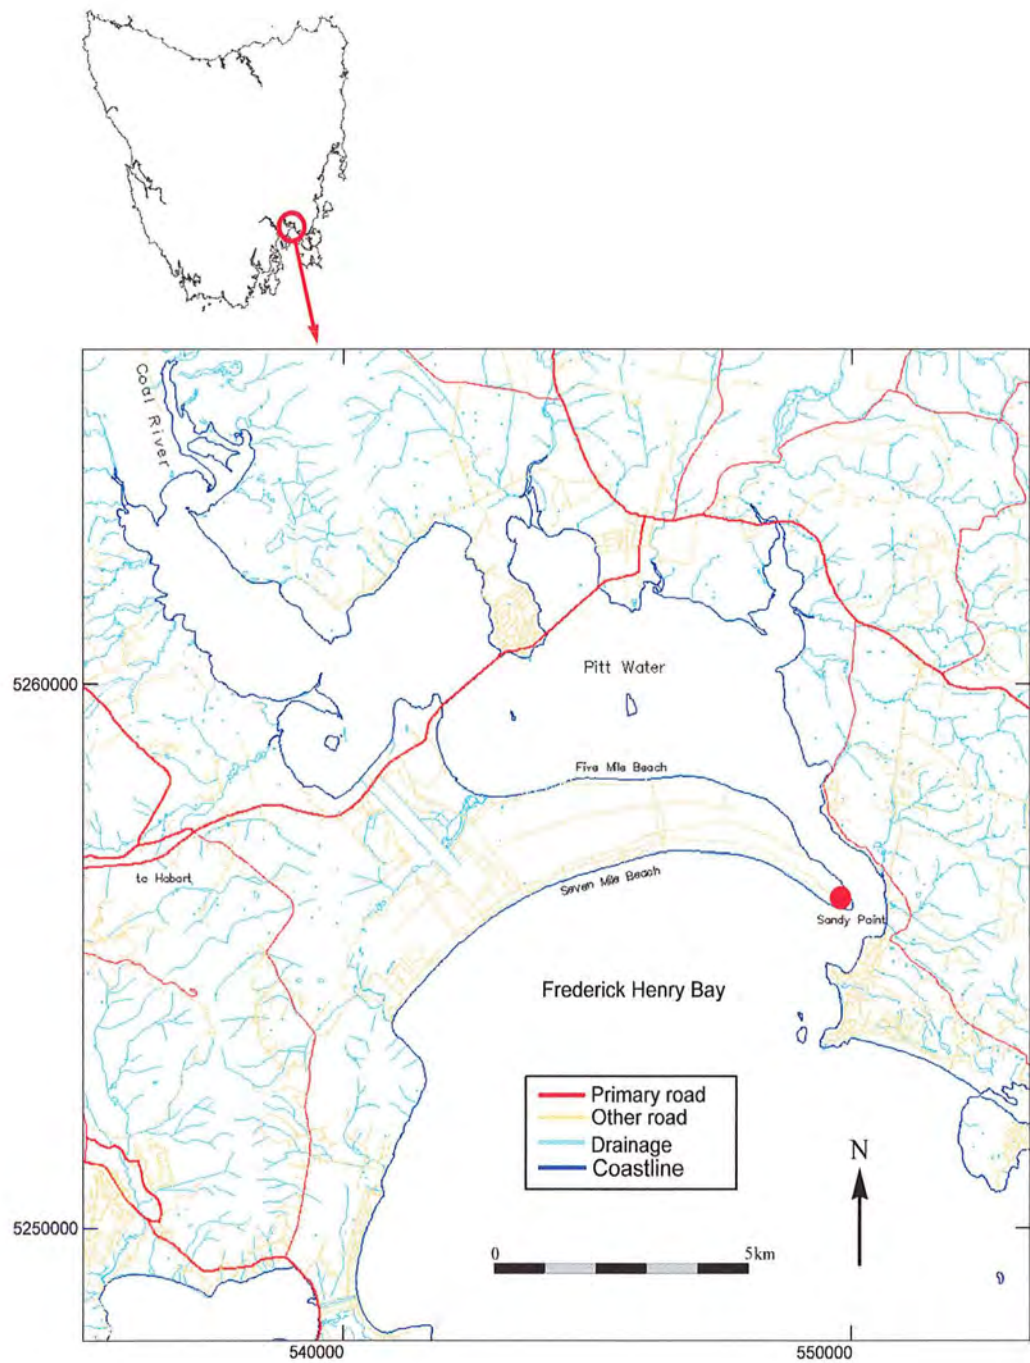 Coal River
5260000
Pitt Water
Five Mile Beach
to Hobart
Seven Mile Beach
Sandy Point
Frederick Henry Bay
Primary road
Other road
Drainage
Coastline
N
5250000
0 5km
540000 550000